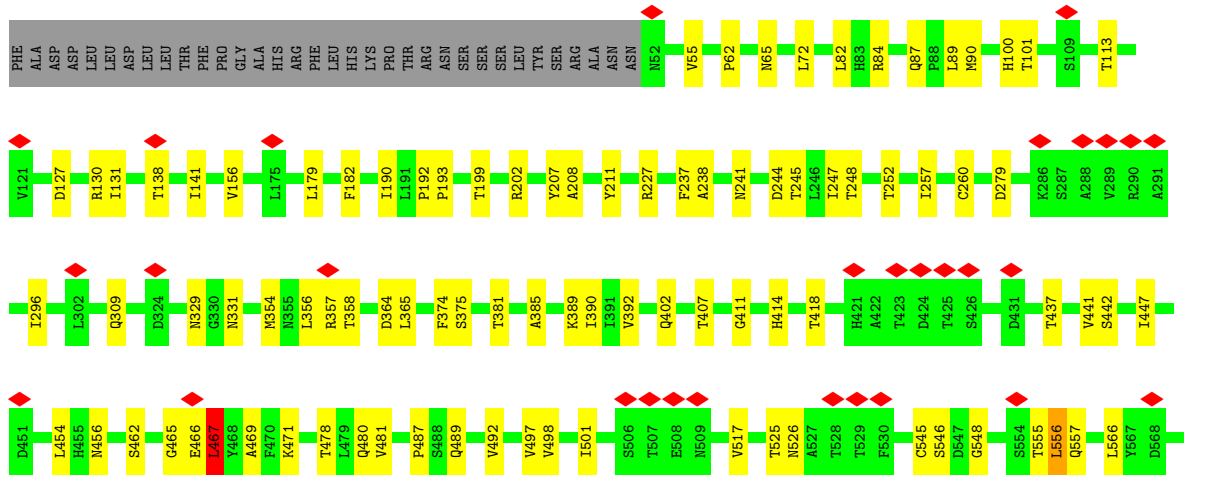 PHE ALA ASP ASP LEU LEU ASP LEU LEU THR PHE PRO GLY ALA HIS ARG PHE LEU HIS LYS PRO THR ARG ASN SER SER SER LEU TYR SER ARG ALA ASN ASN N52 V55 P62 N65 L72 L82 H83 R84 Q87 P88 L89 M90 H100 T101 S109 T113
V121 D127 R130 I131 T138 I141 V156 L175 L179 F182 I190 L191 P192 P193 T199 R202 Y207 A208 Y211 R227 F237 A238 N241 D244 T245 L246 I247 T248 T252 I257 C260 D279 K286 S287 A288 V289 R290 A291
I296 L302 Q309 D324 N329 G330 N331 M354 N355 L356 R357 T358 D364 L365 F374 S375 T381 A385 K389 I390 I391 V392 Q402 T407 G411 H414 T418 H421 A422 T423 D424 T425 S426 D431 T437 V441 S442 I447
D451 L454 H455 N456 S462 G465 E466 L467 Y468 A469 F470 K471 T478 L479 Q480 V481 P487 S488 Q489 V492 V497 V498 I501 S506 T507 E508 N509 V517 T525 N526 A527 T528 T529 F530 C545 S546 D547 G548 S554 T555 L556 Q557 L566 Y567 D568